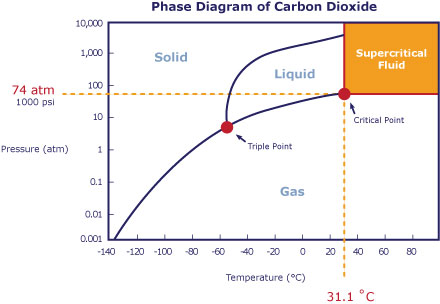 Phase Diagram of Carbon Dioxide
10,000
1,000
100
10
1
0.1
0.01
0.001
74 atm
1000 psi
Pressure (atm)
Solid
Liquid
Supercritical
Fluid
Critical Point
Triple Point
Gas
-140 -120 -100 -80 -60 -40 -20 0 20 40 60 80
Temperature (°C)
31.1 °C